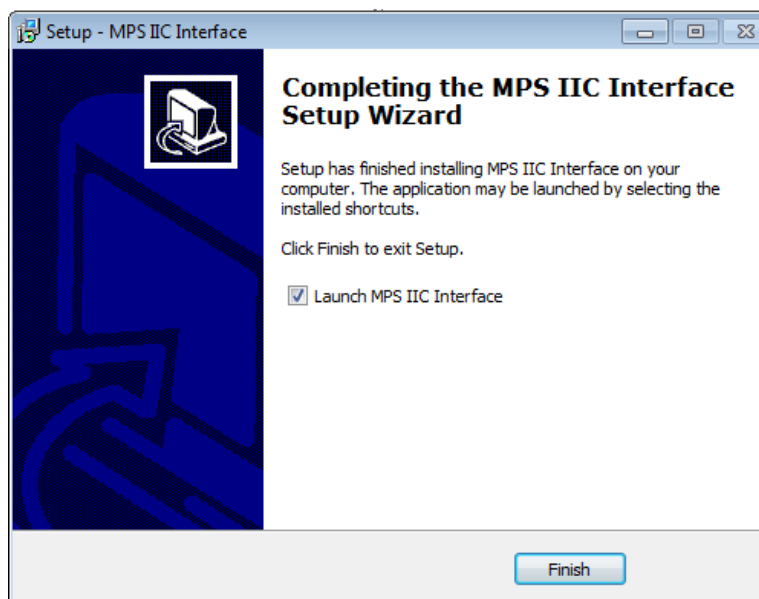 Setup - MPS IIC Interface
Completing the MPS IIC Interface
Setup Wizard
Setup has finished installing MPS IIC Interface on your
computer. The application may be launched by selecting the
installed shortcuts.
Click Finish to exit Setup.
Launch MPS IIC Interface
Finish